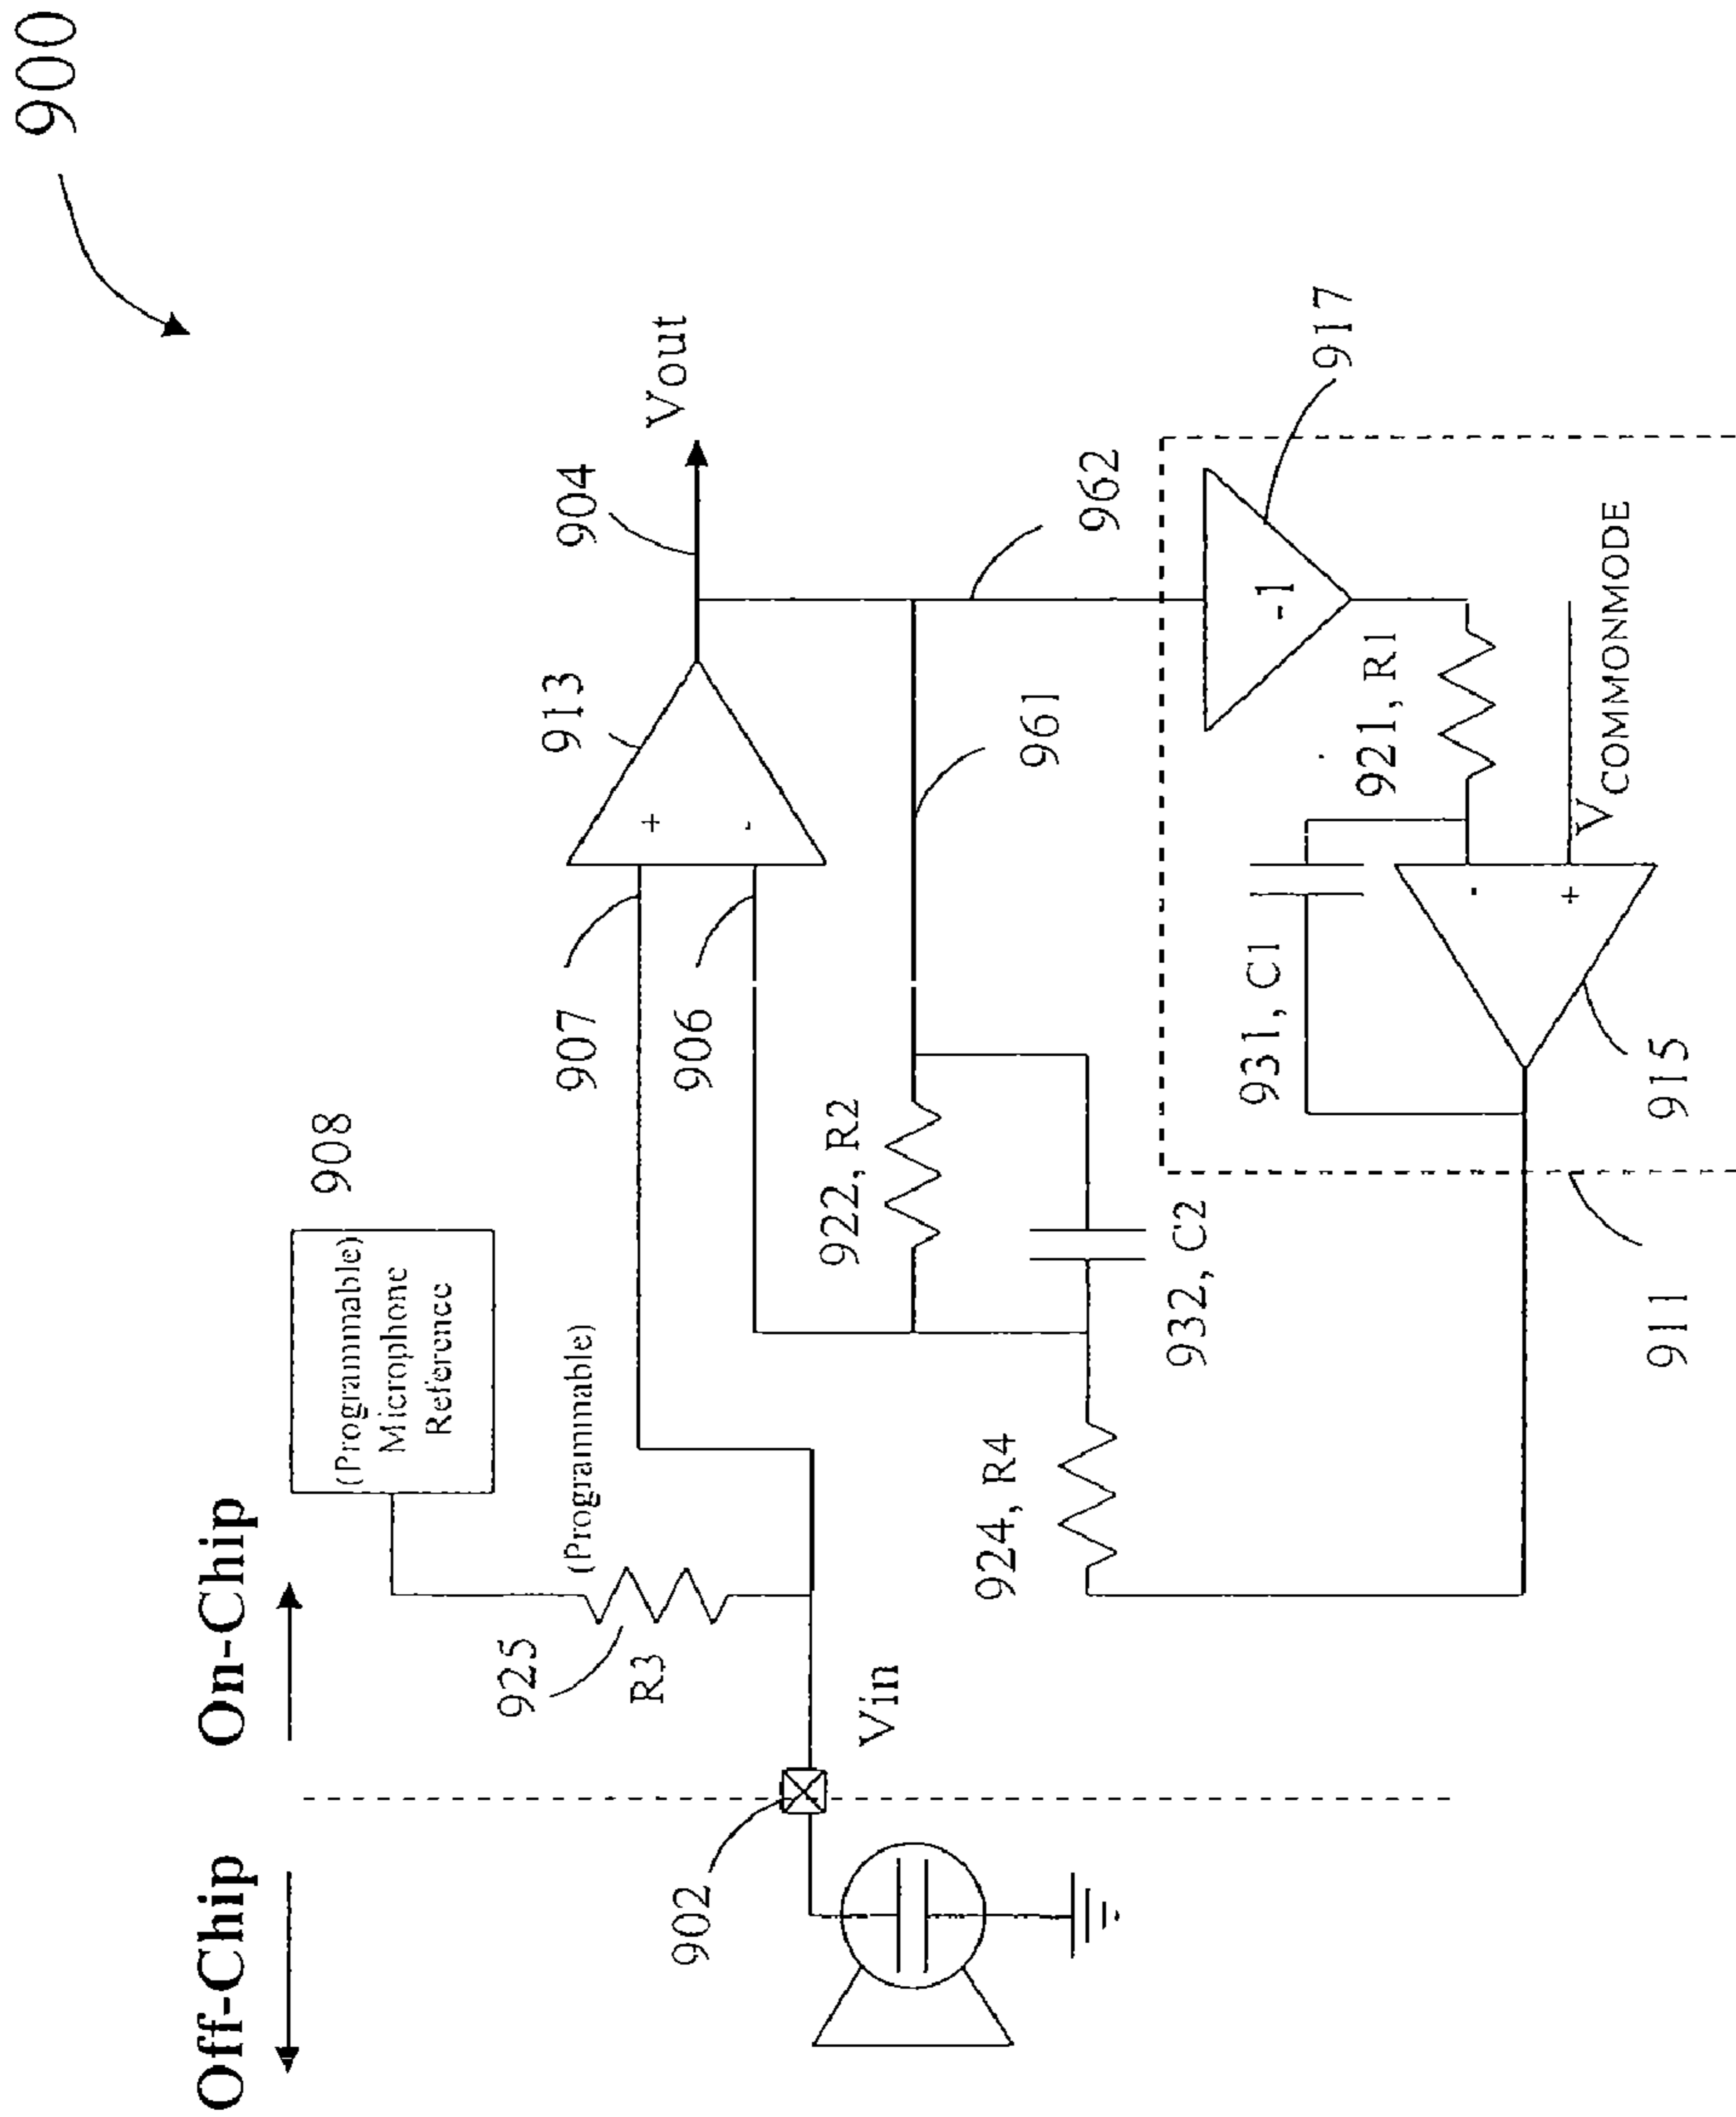 900
Off-Chip
On-Chip
908
(Programmable)
Microphone
Reference
925
R3
(Programmable)
902
Vin
907
906
913
+
-
904
Vout
922, R2
961
962
932, C2
924, R4
917
-1
921, R1
931, C1
-
+
VCOMMONMODE
915
911